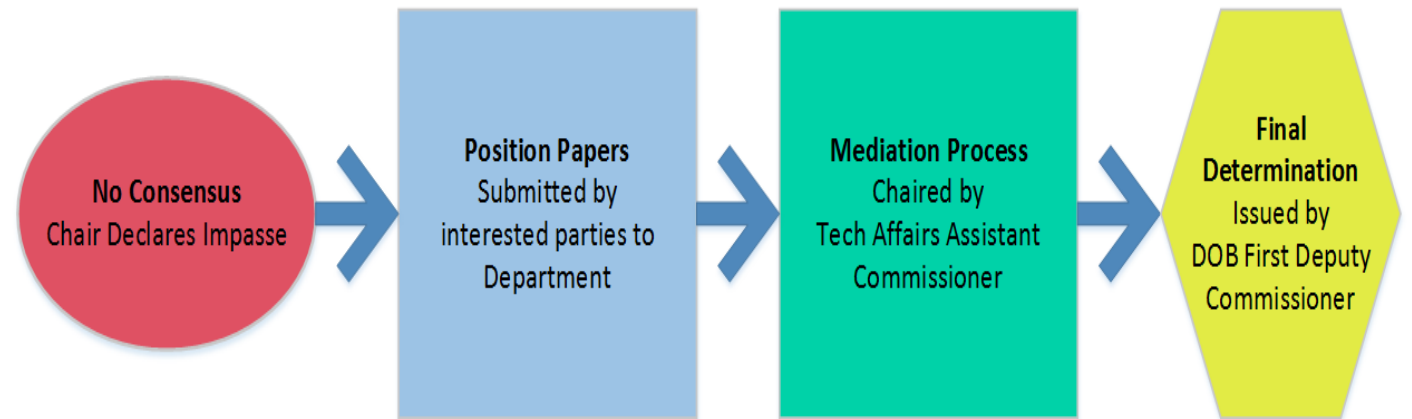 No Consensus
Chair Declares Impasse
Position Papers
Submitted by
interested parties to
Department
Mediation Process
Chaired by
Tech Affairs Assistant
Commissioner
Final
Determination
Issued by
DOB First Deputy
Commissioner